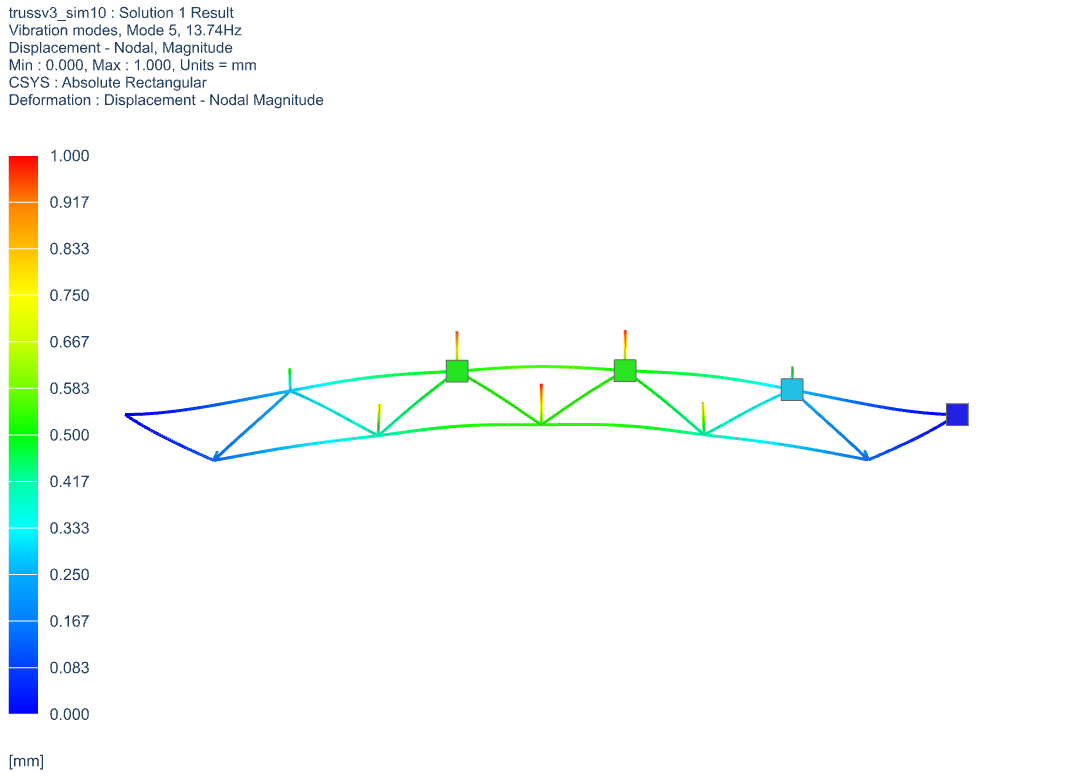 trussv3_sim10 : Solution 1 Result
Vibration modes, Mode 5, 13.74Hz
Displacement - Nodal, Magnitude
Min : 0.000, Max : 1.000, Units = mm
CSYS : Absolute Rectangular
Deformation : Displacement - Nodal Magnitude
1.000
0.917
0.833
0.750
0.667
0.583
0.500
0.417
0.333
0.250
0.167
0.083
0.000
[mm]